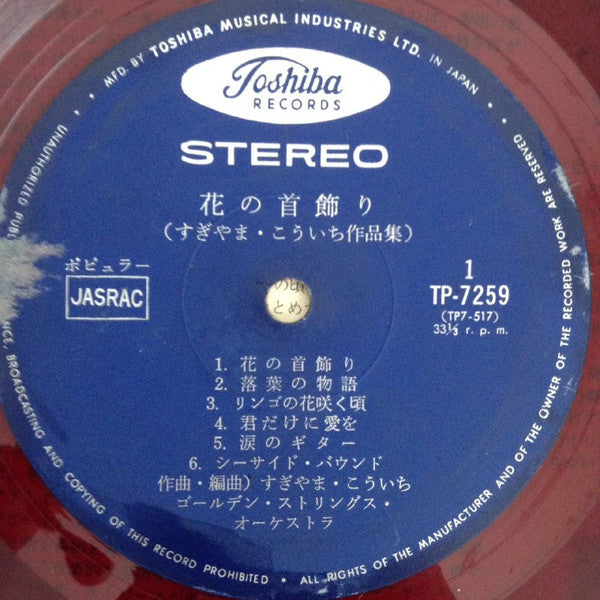 MFD. BY TOSHIBA MUSICAL INDUSTRIES LTD. IN JAPAN.
Toshiba
RECORDS
STEREO
花の首飾り
(すぎやま・こういち作品集)
ポピュラー
JASRAC
1
TP-7259
(TP7-517)
33⅓ r. p. m.
の頃
とめ
1. 花の首飾り
2. 落葉の物語
3. リンゴの花咲く頃
4. 君だけに愛を
5. 涙のギター
6. シーサイド・バウンド
作曲・編曲) すぎやま・こういち
ゴールデン・ストリングス・
オーケストラ
UNAUTHORIZED
BROADCASTING AND COPYING OF THIS RECORD PROHIBITED • ALL RIGHTS OF THE MANUFACTURER AND OF THE OWNER OF THE RECORDED WORK ARE RESERVED